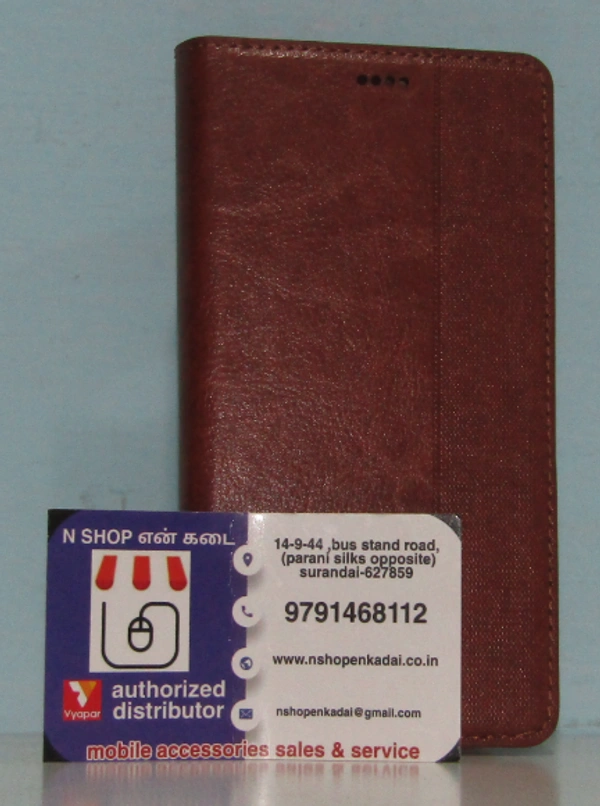 N SHOP என் கடை
14-9-44 ,bus stand road,
(parani silks opposite)
surandai-627859
9791468112
www.nshopenkadai.co.in
Vyapar
authorized
distributor
nshopenkadai@gmail.com
mobile accessories sales & service